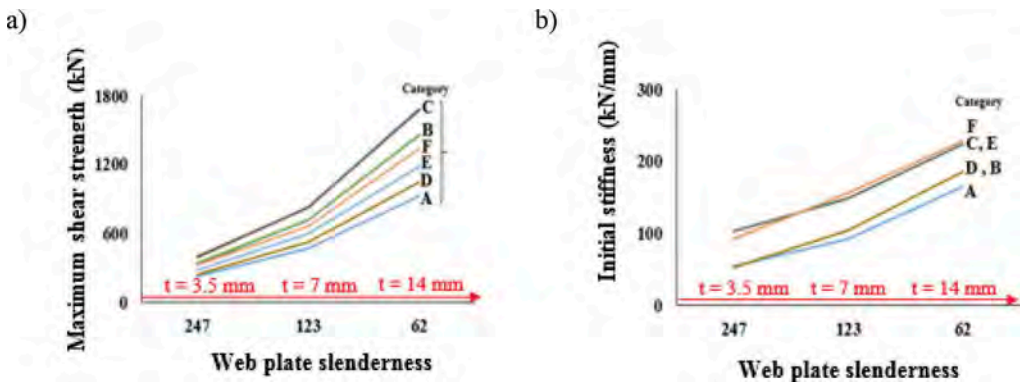 a)
Maximum shear strength (kN)
1800
1200
600
0
Category
C
B
F
E
D
A
t = 3.5 mm t = 7 mm t = 14 mm
247 123 62
Web plate slenderness
b)
Initial stiffness (kN/mm)
300
200
100
0
Category
F
C, E
D , B
A
t = 3.5 mm t = 7 mm t = 14 mm
247 123 62
Web plate slenderness